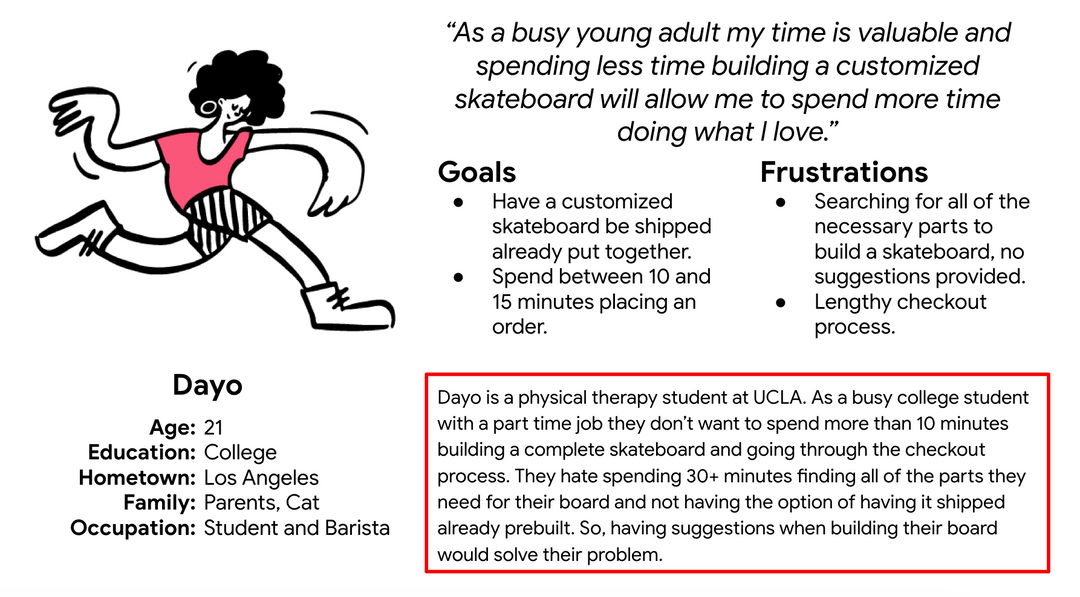 “As a busy young adult my time is valuable and
spending less time building a customized
skateboard will allow me to spend more time
doing what I love.”
Goals
● Have a customized
skateboard be shipped
already put together.
● Spend between 10 and
15 minutes placing an
order.
Frustrations
● Searching for all of the
necessary parts to
build a skateboard, no
suggestions provided.
● Lengthy checkout
process.
Dayo
Age: 21
Education: College
Hometown: Los Angeles
Family: Parents, Cat
Occupation: Student and Barista
Dayo is a physical therapy student at UCLA. As a busy college student
with a part time job they don’t want to spend more than 10 minutes
building a complete skateboard and going through the checkout
process. They hate spending 30+ minutes finding all of the parts they
need for their board and not having the option of having it shipped
already prebuilt. So, having suggestions when building their board
would solve their problem.